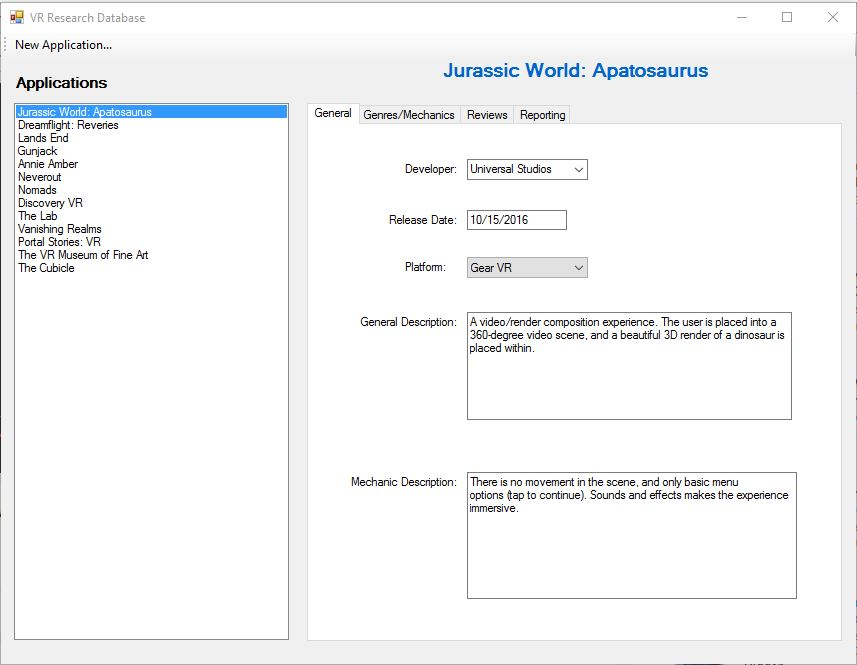 VR Research Database
New Application...
Applications
Jurassic World: Apatosaurus
Dreamflight: Reveries
Lands End
Gunjack
Annie Amber
Neverout
Nomads
Discovery VR
The Lab
Vanishing Realms
Portal Stories: VR
The VR Museum of Fine Art
The Cubicle
Jurassic World: Apatosaurus
General Genres/Mechanics Reviews Reporting
Developer: Universal Studios
Release Date: 10/15/2016
Platform: Gear VR
General Description: A video/render composition experience. The user is placed into a
360-degree video scene, and a beautiful 3D render of a dinosaur is
placed within.
Mechanic Description: There is no movement in the scene, and only basic menu
options (tap to continue). Sounds and effects makes the experience
immersive.